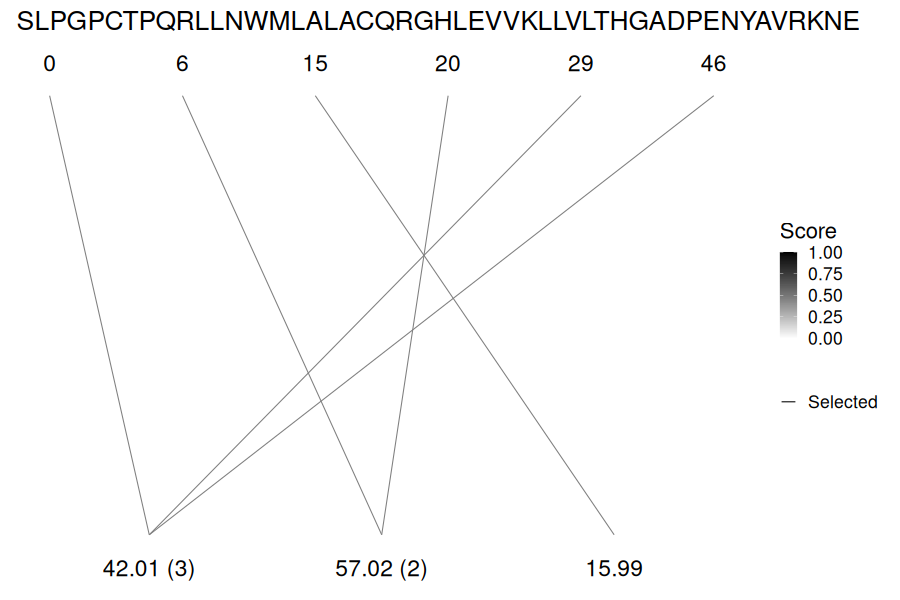 SLPGPCTPQRLLNWMLALACQRGHLEVVKLLVLTHGADPENYAVRKNE
0 6 15 20 29 46
Score
1.00
0.75
0.50
0.25
0.00
Selected
42.01 (3) 57.02 (2) 15.99